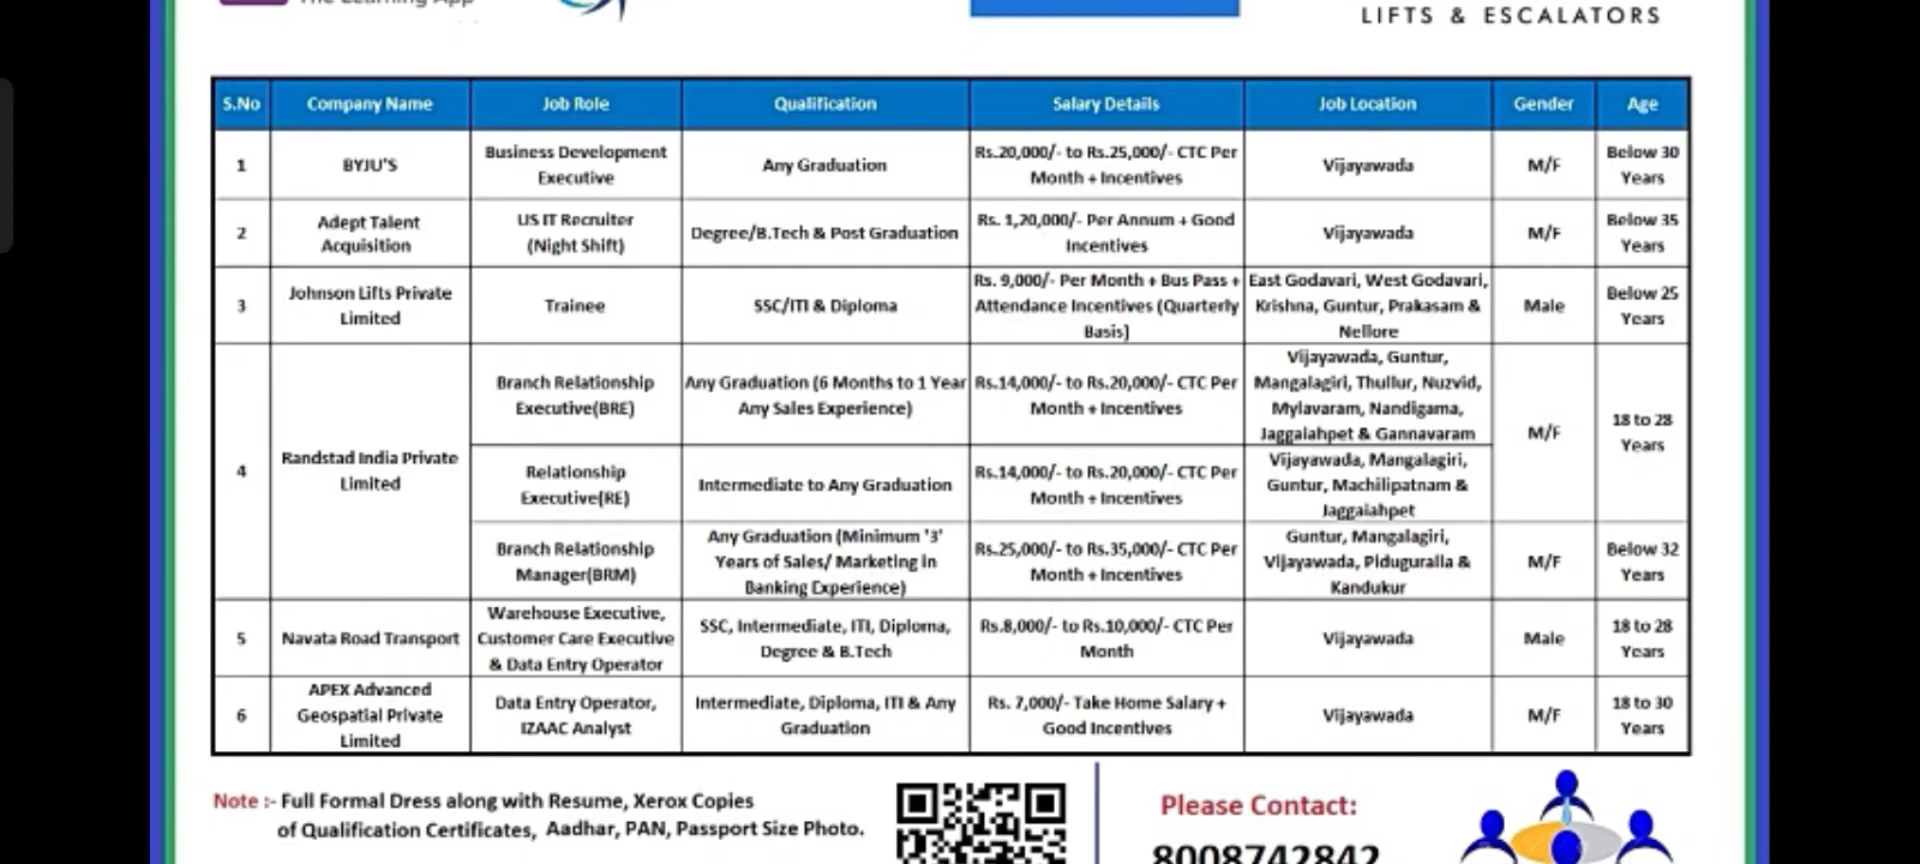 The Learning App
LIFTS & ESCALATORS
S.No Company Name Job Role Qualification Salary Details Job Location Gender Age
1
BYJU'S
Business Development
Executive
Any Graduation
Rs.20,000/- to Rs.25,000/- CTC Per
Month + Incentives
Vijayawada
M/F
Below 30
Years
2
Adept Talent
Acquisition
US IT Recruiter
(Night Shift)
Degree/B.Tech & Post Graduation
Rs. 1,20,000/- Per Annum + Good
Incentives
Vijayawada
M/F
Below 35
Years
3
Johnson Lifts Private
Limited
Trainee
SSC/ITI & Diploma
Rs. 9,000/- Per Month + Bus Pass +
Attendance Incentives (Quarterly
Basis)
East Godavari, West Godavari,
Krishna, Guntur, Prakasam &
Nellore
Male
Below 25
Years
4
Randstad India Private
Limited
Branch Relationship
Executive(BRE)
Any Graduation (6 Months to 1 Year
Any Sales Experience)
Rs.14,000/- to Rs.20,000/- CTC Per
Month + Incentives
Vijayawada, Guntur,
Mangalagiri, Thullur, Nuzvid,
Mylavaram, Nandigama,
Jaggaiahpet & Gannavaram
M/F
18 to 28
Years
Relationship
Executive(RE)
Intermediate to Any Graduation
Rs.14,000/- to Rs.20,000/- CTC Per
Month + Incentives
Vijayawada, Mangalagiri,
Guntur, Machilipatnam &
Jaggaiahpet
Branch Relationship
Manager(BRM)
Any Graduation (Minimum '3'
Years of Sales/ Marketing in
Banking Experience)
Rs.25,000/- to Rs.35,000/- CTC Per
Month + Incentives
Guntur, Mangalagiri,
Vijayawada, Piduguralla &
Kandukur
M/F
Below 32
Years
5
Navata Road Transport
Warehouse Executive,
Customer Care Executive
& Data Entry Operator
SSC, Intermediate, ITI, Diploma,
Degree & B.Tech
Rs.8,000/- to Rs.10,000/- CTC Per
Month
Vijayawada
Male
18 to 28
Years
6
APEX Advanced
Geospatial Private
Limited
Data Entry Operator,
IZAAC Analyst
Intermediate, Diploma, ITI & Any
Graduation
Rs. 7,000/- Take Home Salary +
Good Incentives
Vijayawada
M/F
18 to 30
Years
Note :- Full Formal Dress along with Resume, Xerox Copies
of Qualification Certificates, Aadhar, PAN, Passport Size Photo.
Please Contact:
8008742842